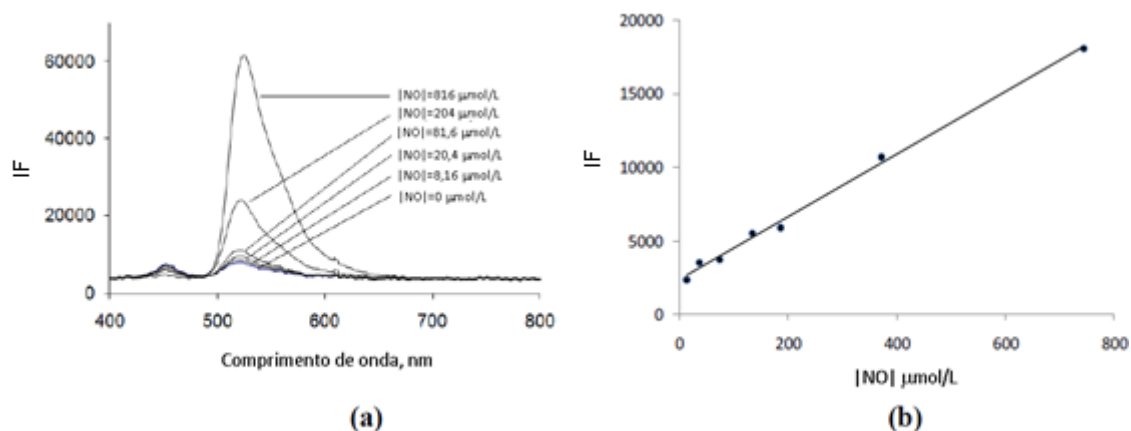 60000
40000
20000
0
IF
400 500 600 700 800
Comprimento de onda, nm
|NO|=816 µmol/L
|NO|=204 µmol/L
|NO|=81,6 µmol/L
|NO|=20,4 µmol/L
|NO|=8,16 µmol/L
|NO|=0 µmol/L
(a)
20000
15000
10000
5000
0
IF
0 200 400 600 800
|NO| µmol/L
(b)